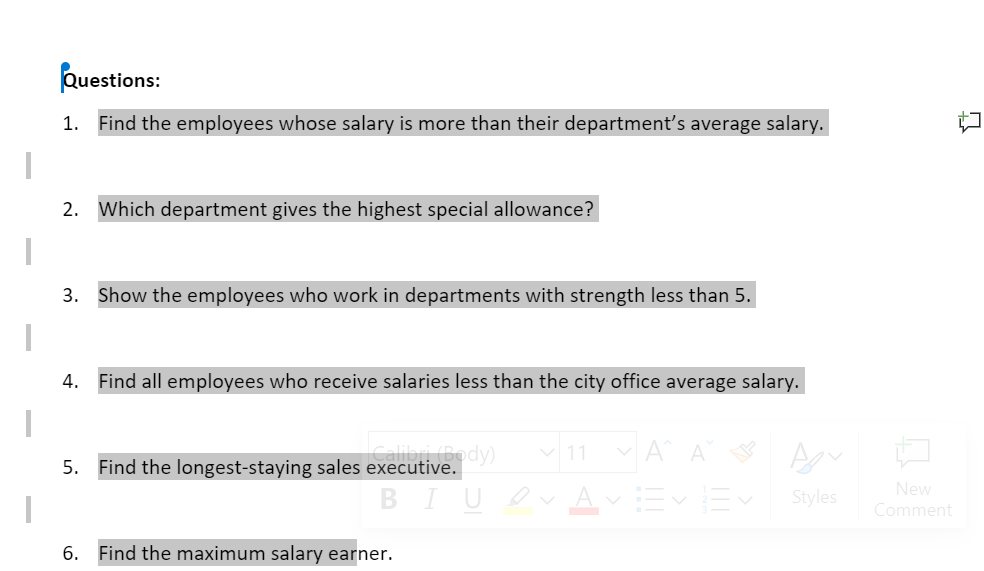 Questions:
1. Find the employees whose salary is more than their department’s average salary.
2. Which department gives the highest special allowance?
3. Show the employees who work in departments with strength less than 5.
4. Find all employees who receive salaries less than the city office average salary.
Calibri (Body) 11 A A
5. Find the longest-staying sales executive.
B I U A Styles New
Comment
6. Find the maximum salary earner.